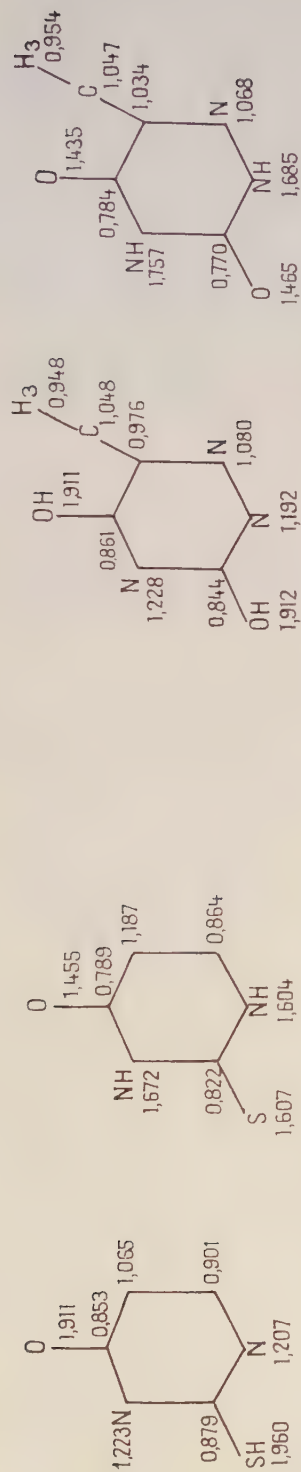 O
1,911
0,853
1,223N
1,065
0,879
0,901
SH
1,960
N
1,207
O
1,455
0,789
NH
1,672
1,187
0,822
0,864
S
1,607
NH
1,604
OH
1,911
H3
0,948
C
1,048
0,861
0,976
N
1,228
N
1,080
0,844
OH
1,912
N
1,192
O
1,435
H3
0,954
C
1,047
0,784
1,034
NH
1,757
N
1,068
0,770
O
1,465
NH
1,685